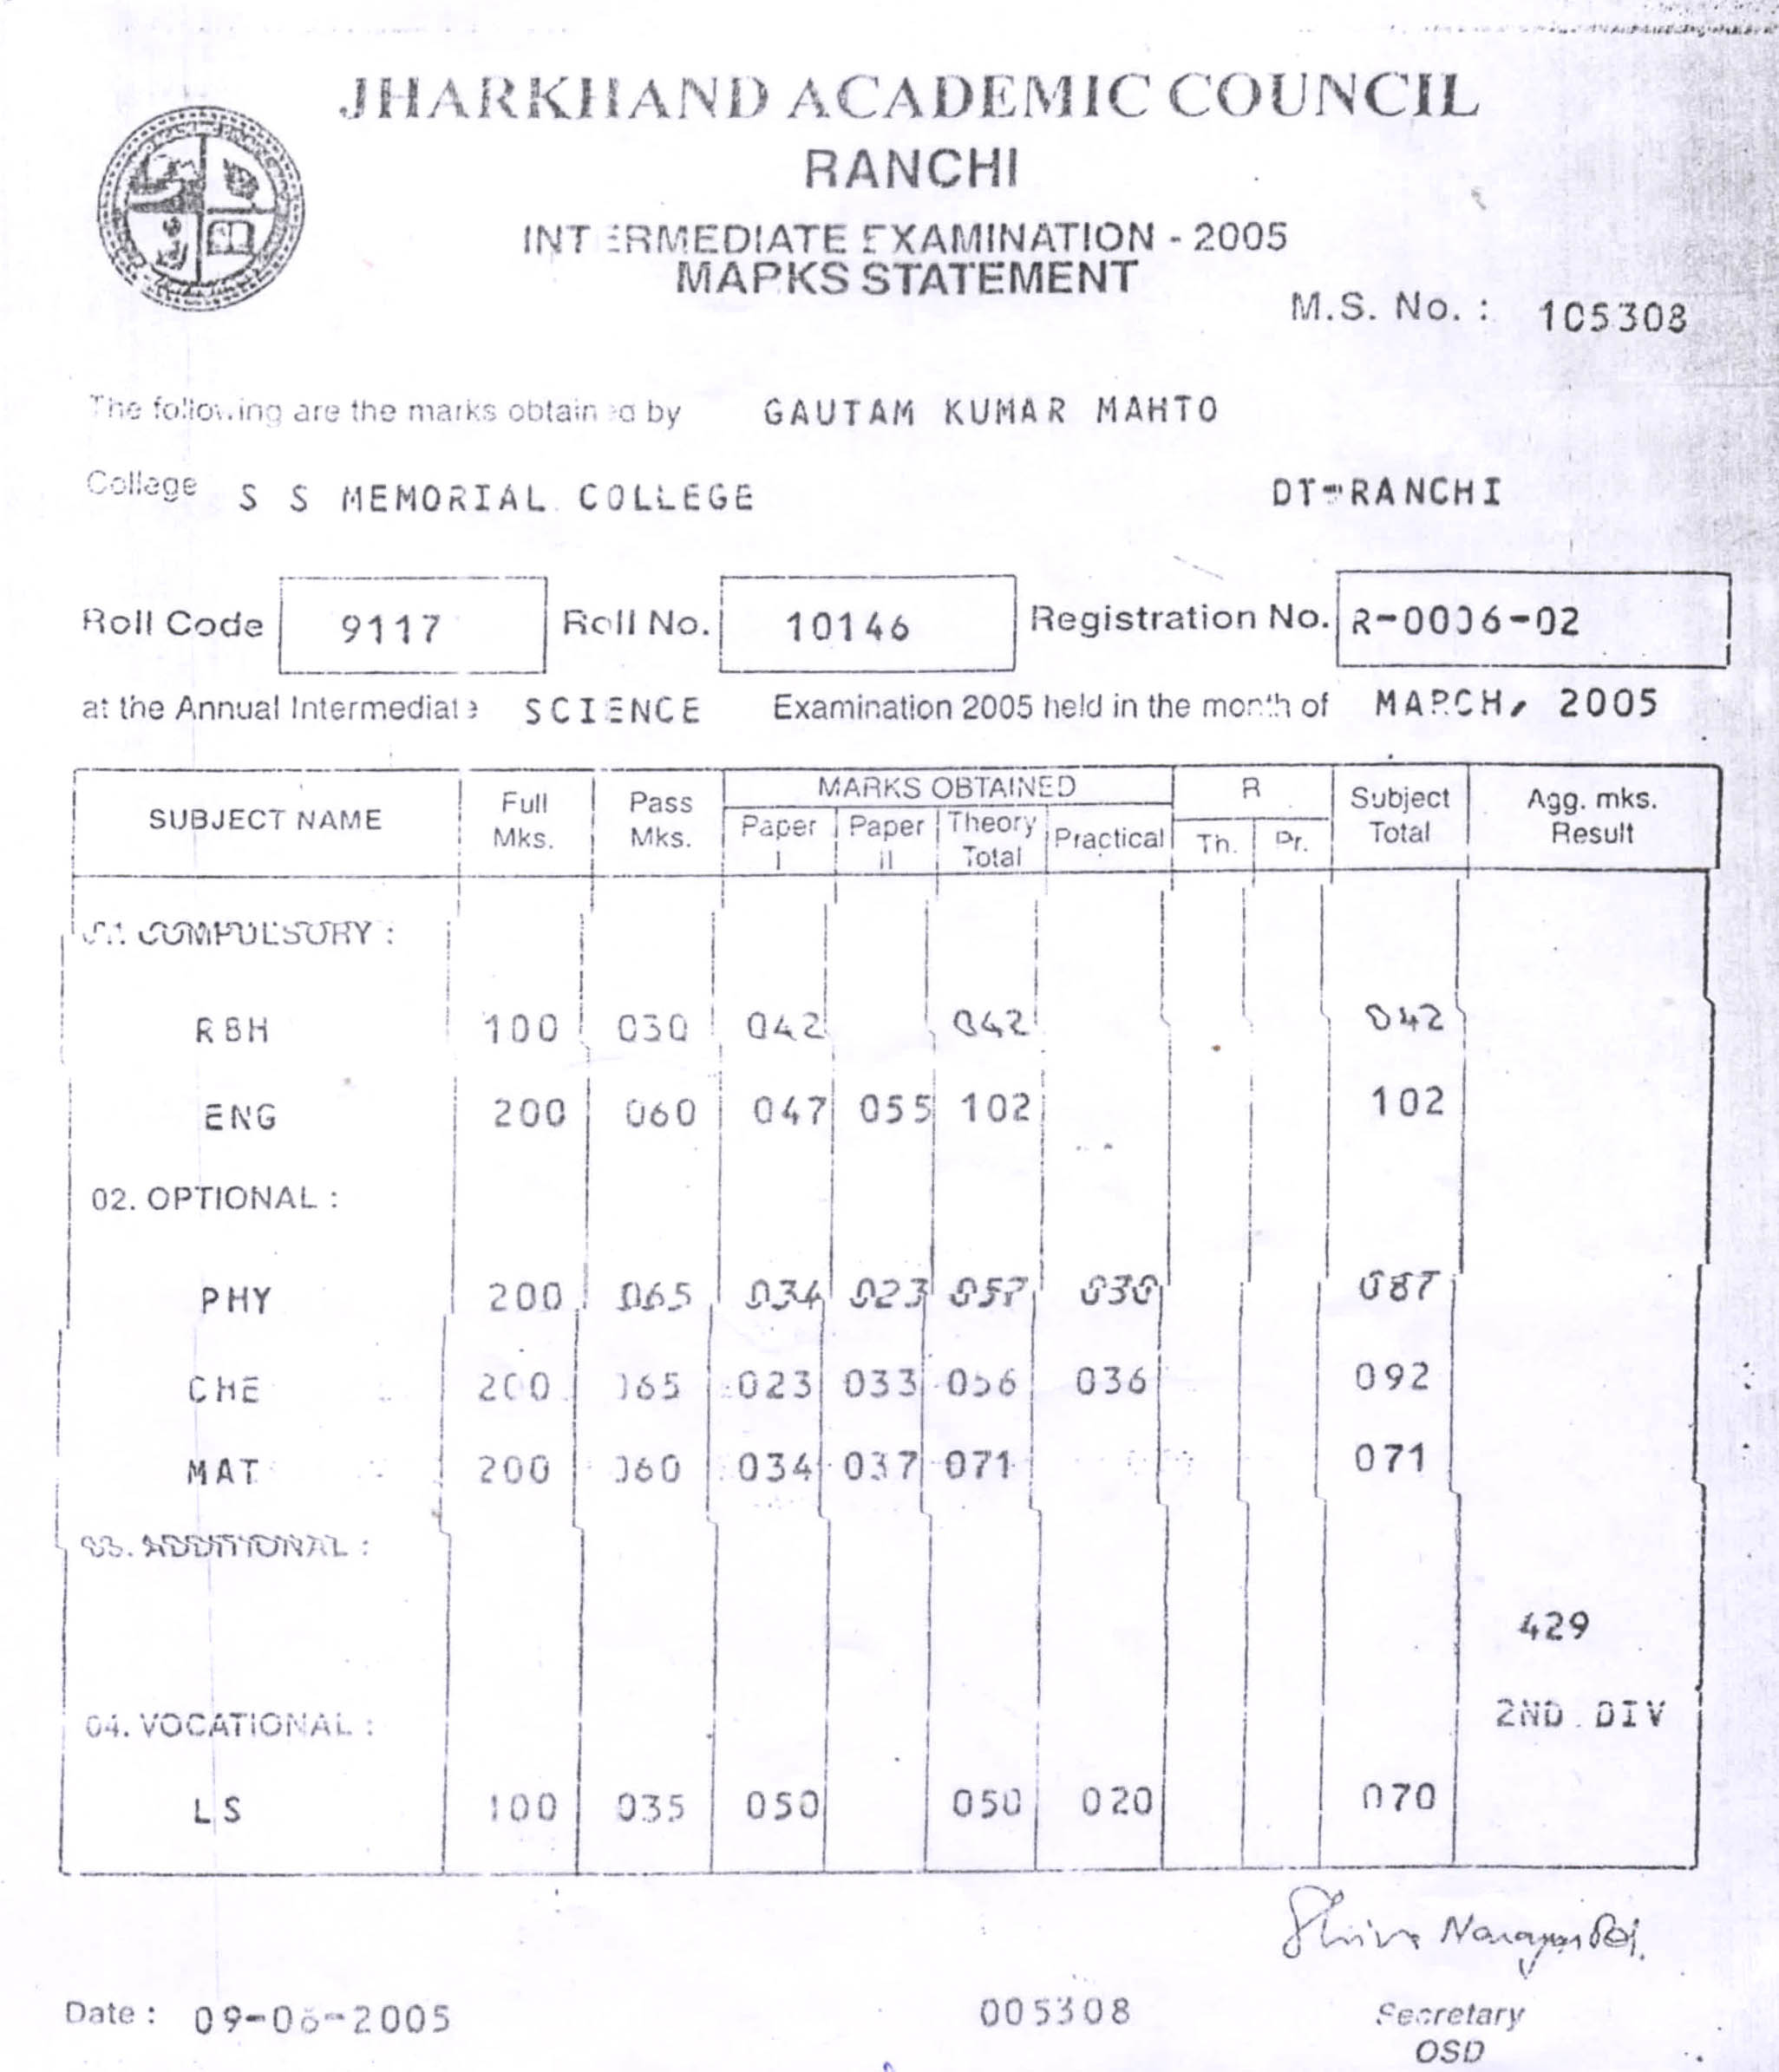 JHARKHAND ACADEMIC COUNCIL
RANCHI
INTERMEDIATE EXAMINATION - 2005
MARKS STATEMENT
M.S. No. : 105308
The following are the marks obtained by GAUTAM KUMAR MAHTO
College S S MEMORIAL COLLEGE DT-RANCHI
Roll Code 9117 Roll No. 10146 Registration No. R-0006-02
at the Annual Intermediate SCIENCE Examination 2005 held in the month of MARCH, 2005
SUBJECT NAME Full Mks. Pass Mks. MARKS OBTAINED R Subject Total Agg. mks. Result
Paper I Paper II Theory Total Practical Th. Pr.
01. COMPULSORY :
RBH 100 030 042 042 042
ENG 200 060 047 055 102 102
02. OPTIONAL :
PHY 200 065 034 023 057 030 087
CHE 200 065 023 033 056 036 092
MAT 200 060 034 037 071 071
03. ADDITIONAL :
429
04. VOCATIONAL : 2ND DIV
LS 100 035 050 050 020 070
Shiva Narayan
Date : 09-06-2005 005308 Secretary
OSD